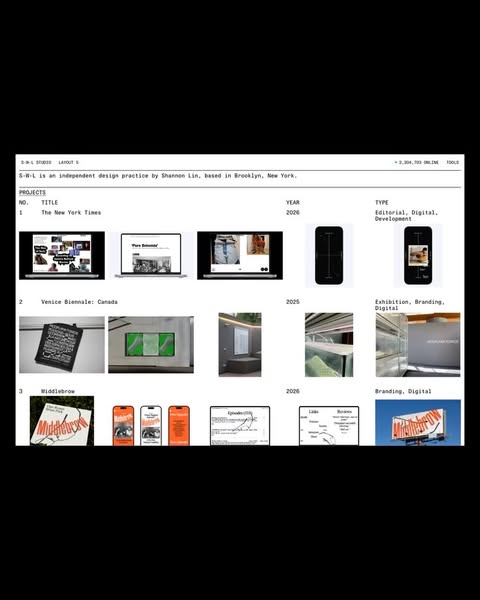 S-W-L STUDIO LAYOUT 5 3,334,703 ONLINE TOOLS
S-W-L is an independent design practice by Shannon Lin, based in Brooklyn, New York.
PROJECTS
NO. TITLE YEAR TYPE
1 The New York Times 2026 Editorial, Digital,
Development
2 Venice Biennale: Canada 2025 Exhibition, Branding,
Digital
3 Middlebrow 2026 Branding, Digital
Middlebrow
Episodes
Links Reviews
Middlebrow